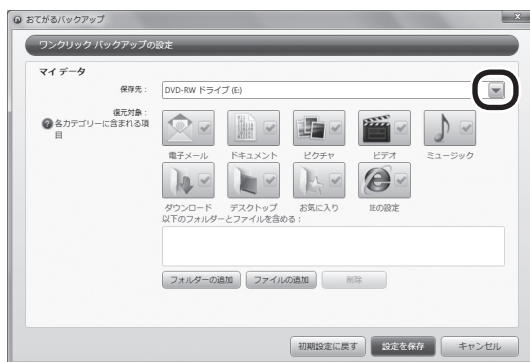 おてがるバックアップ
ワンクリック バックアップの設定
マイ データ
保存先：
DVD-RW ドライブ (E:)
復元対象：
各カテゴリーに含まれる項
目
電子メール
ドキュメント
ピクチャ
ビデオ
ミュージック
ダウンロード
デスクトップ
お気に入り
IEの設定
以下のフォルダーとファイルを含める：
フォルダーの追加
ファイルの追加
削除
初期設定に戻す
設定を保存
キャンセル